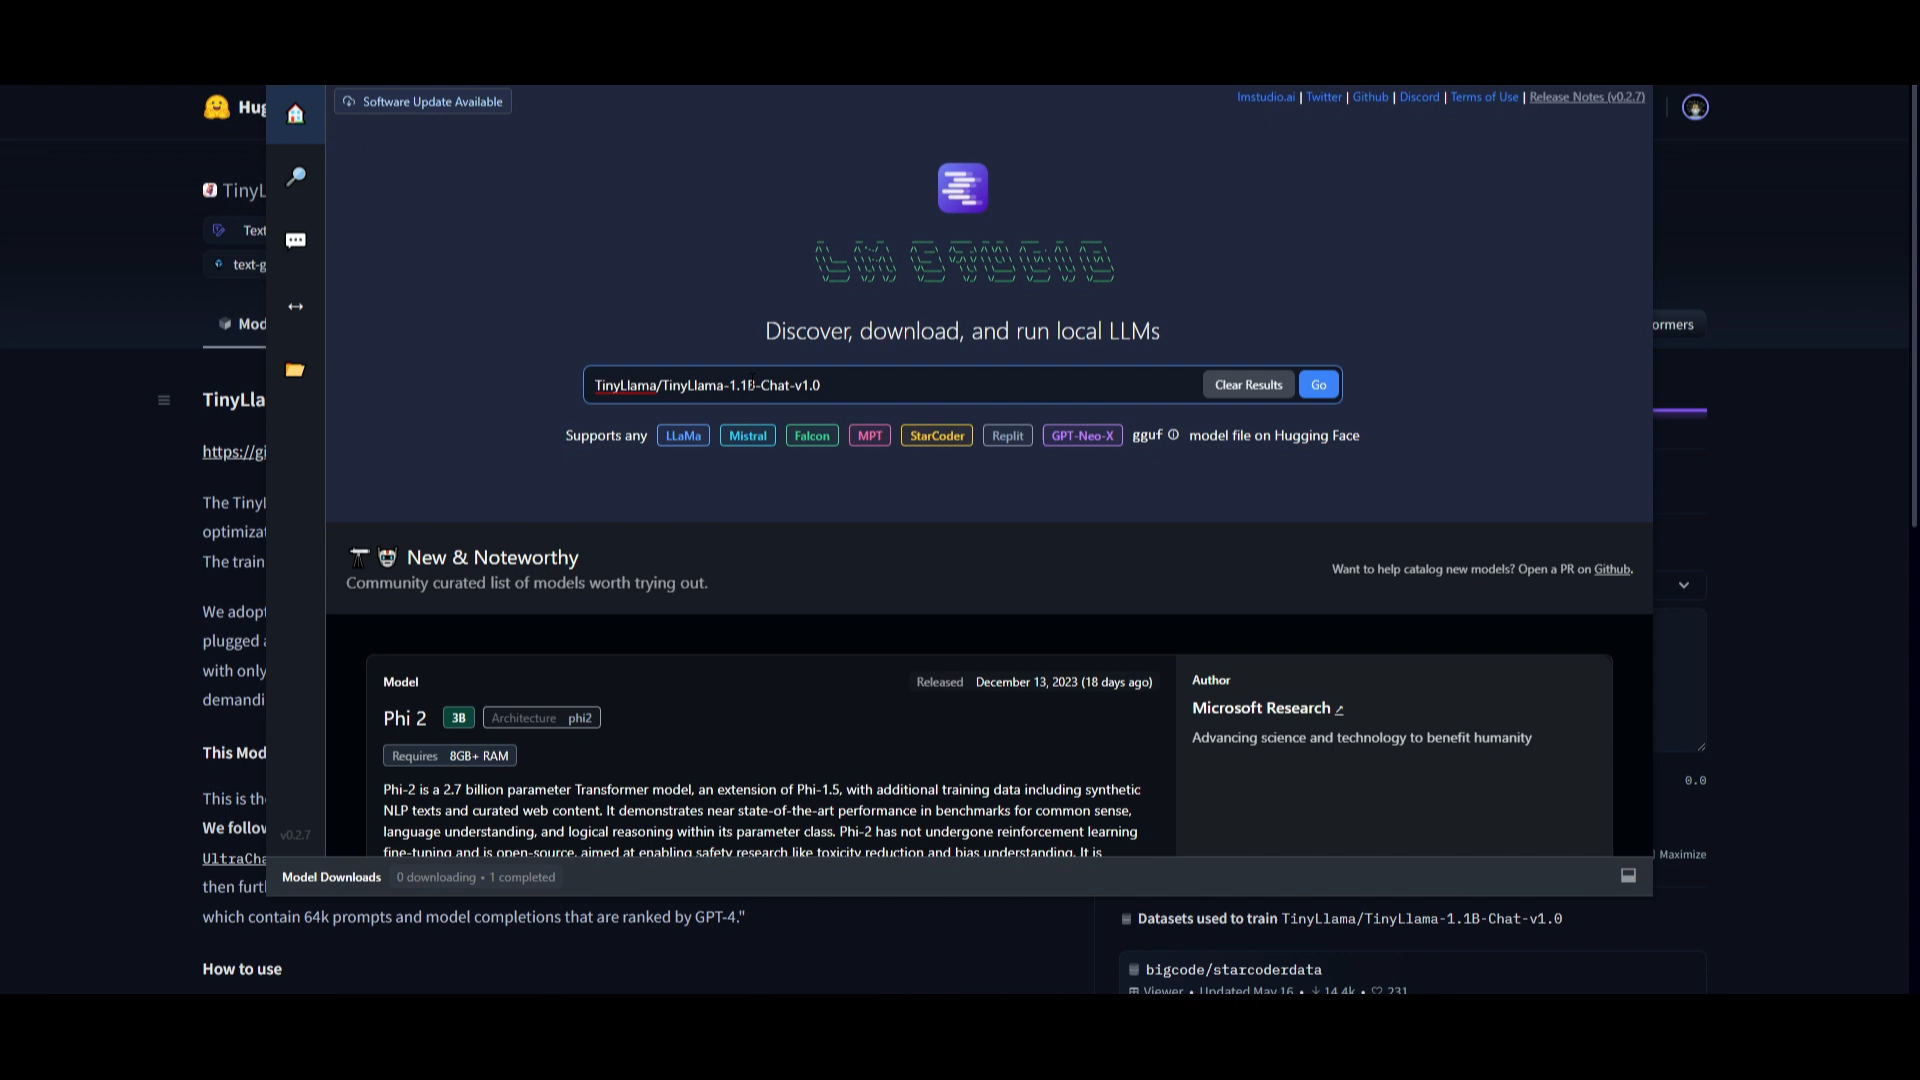 Hug
Software Update Available
lmstudio.ai | Twitter | Github | Discord | Terms of Use | Release Notes (v0.2.7)
TinyL
Text
text-g
LM STUDIO
Discover, download, and run local LLMs
Mod
ormers
TinyLlama/TinyLlama-1.1B-Chat-v1.0
Clear Results
Go
TinyLla
Supports any LLaMa Mistral Falcon MPT StarCoder Replit GPT-Neo-X gguf model file on Hugging Face
https://gi
The TinyL
optimizat
The train
New & Noteworthy
Community curated list of models worth trying out.
Want to help catalog new models? Open a PR on Github.
We adopt
plugged a
with only
demandi
Model
Released December 13, 2023 (18 days ago)
Phi 2 3B Architecture phi2
Requires 8GB+ RAM
Phi-2 is a 2.7 billion parameter Transformer model, an extension of Phi-1.5, with additional training data including synthetic
NLP texts and curated web content. It demonstrates near state-of-the-art performance in benchmarks for common sense,
language understanding, and logical reasoning within its parameter class. Phi-2 has not undergone reinforcement learning
fine-tuning and is open-source, aimed at enabling safety research like toxicity reduction and bias understanding. It is
Author
Microsoft Research
Advancing science and technology to benefit humanity
0.0
This Mod
This is th
We follow
UltraCha
then furt
v0.2.7
Maximize
Model Downloads 0 downloading • 1 completed
which contain 64k prompts and model completions that are ranked by GPT-4."
How to use
Datasets used to train TinyLlama/TinyLlama-1.1B-Chat-v1.0
bigcode/starcoderdata
Viewer • Updated May 16 • 14.4k • 231